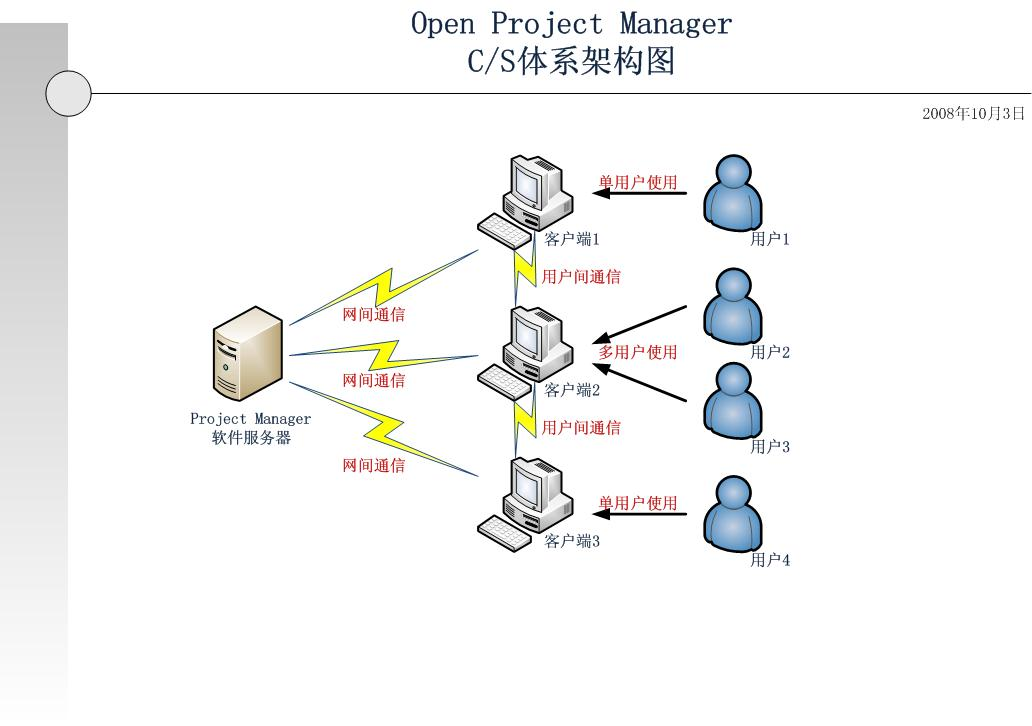 Open Project Manager
C/S体系架构图
2008年10月3日
单用户使用
客户端1
用户1
用户间通信
网间通信
多用户使用
用户2
网间通信
客户端2
Project Manager
软件服务器
用户间通信
用户3
网间通信
单用户使用
客户端3
用户4